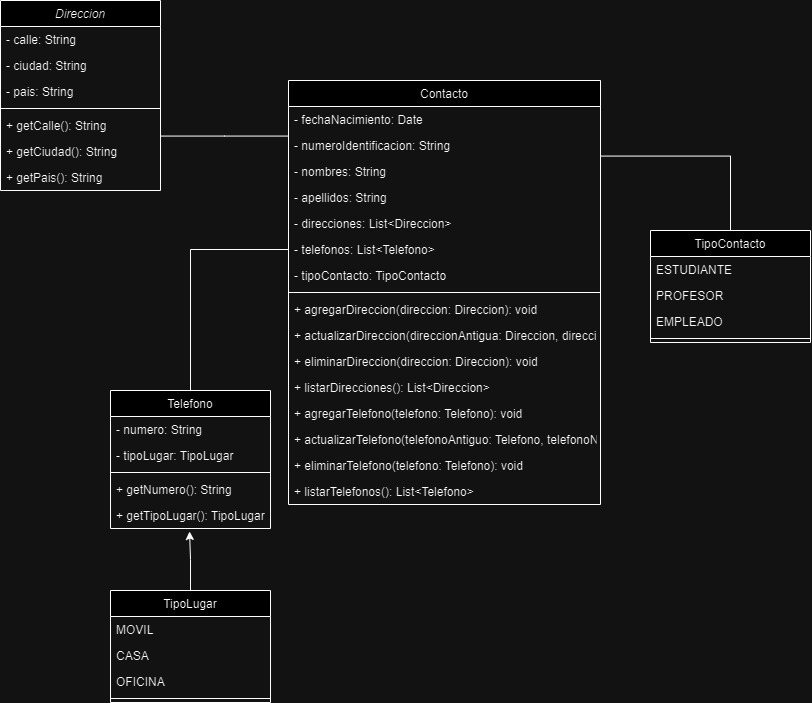 Direccion
- calle: String
- ciudad: String
- pais: String
+ getCalle(): String
+ getCiudad(): String
+ getPais(): String
Contacto
- fechaNacimiento: Date
- numeroIdentificacion: String
- nombres: String
- apellidos: String
- direcciones: List<Direccion>
- telefonos: List<Telefono>
- tipoContacto: TipoContacto
+ agregarDireccion(direccion: Direccion): void
+ actualizarDireccion(direccionAntigua: Direccion, direcci
+ eliminarDireccion(direccion: Direccion): void
+ listarDirecciones(): List<Direccion>
+ agregarTelefono(telefono: Telefono): void
+ actualizarTelefono(telefonoAntiguo: Telefono, telefonoN
+ eliminarTelefono(telefono: Telefono): void
+ listarTelefonos(): List<Telefono>
TipoContacto
ESTUDIANTE
PROFESOR
EMPLEADO
Telefono
- numero: String
- tipoLugar: TipoLugar
+ getNumero(): String
+ getTipoLugar(): TipoLugar
TipoLugar
MOVIL
CASA
OFICINA